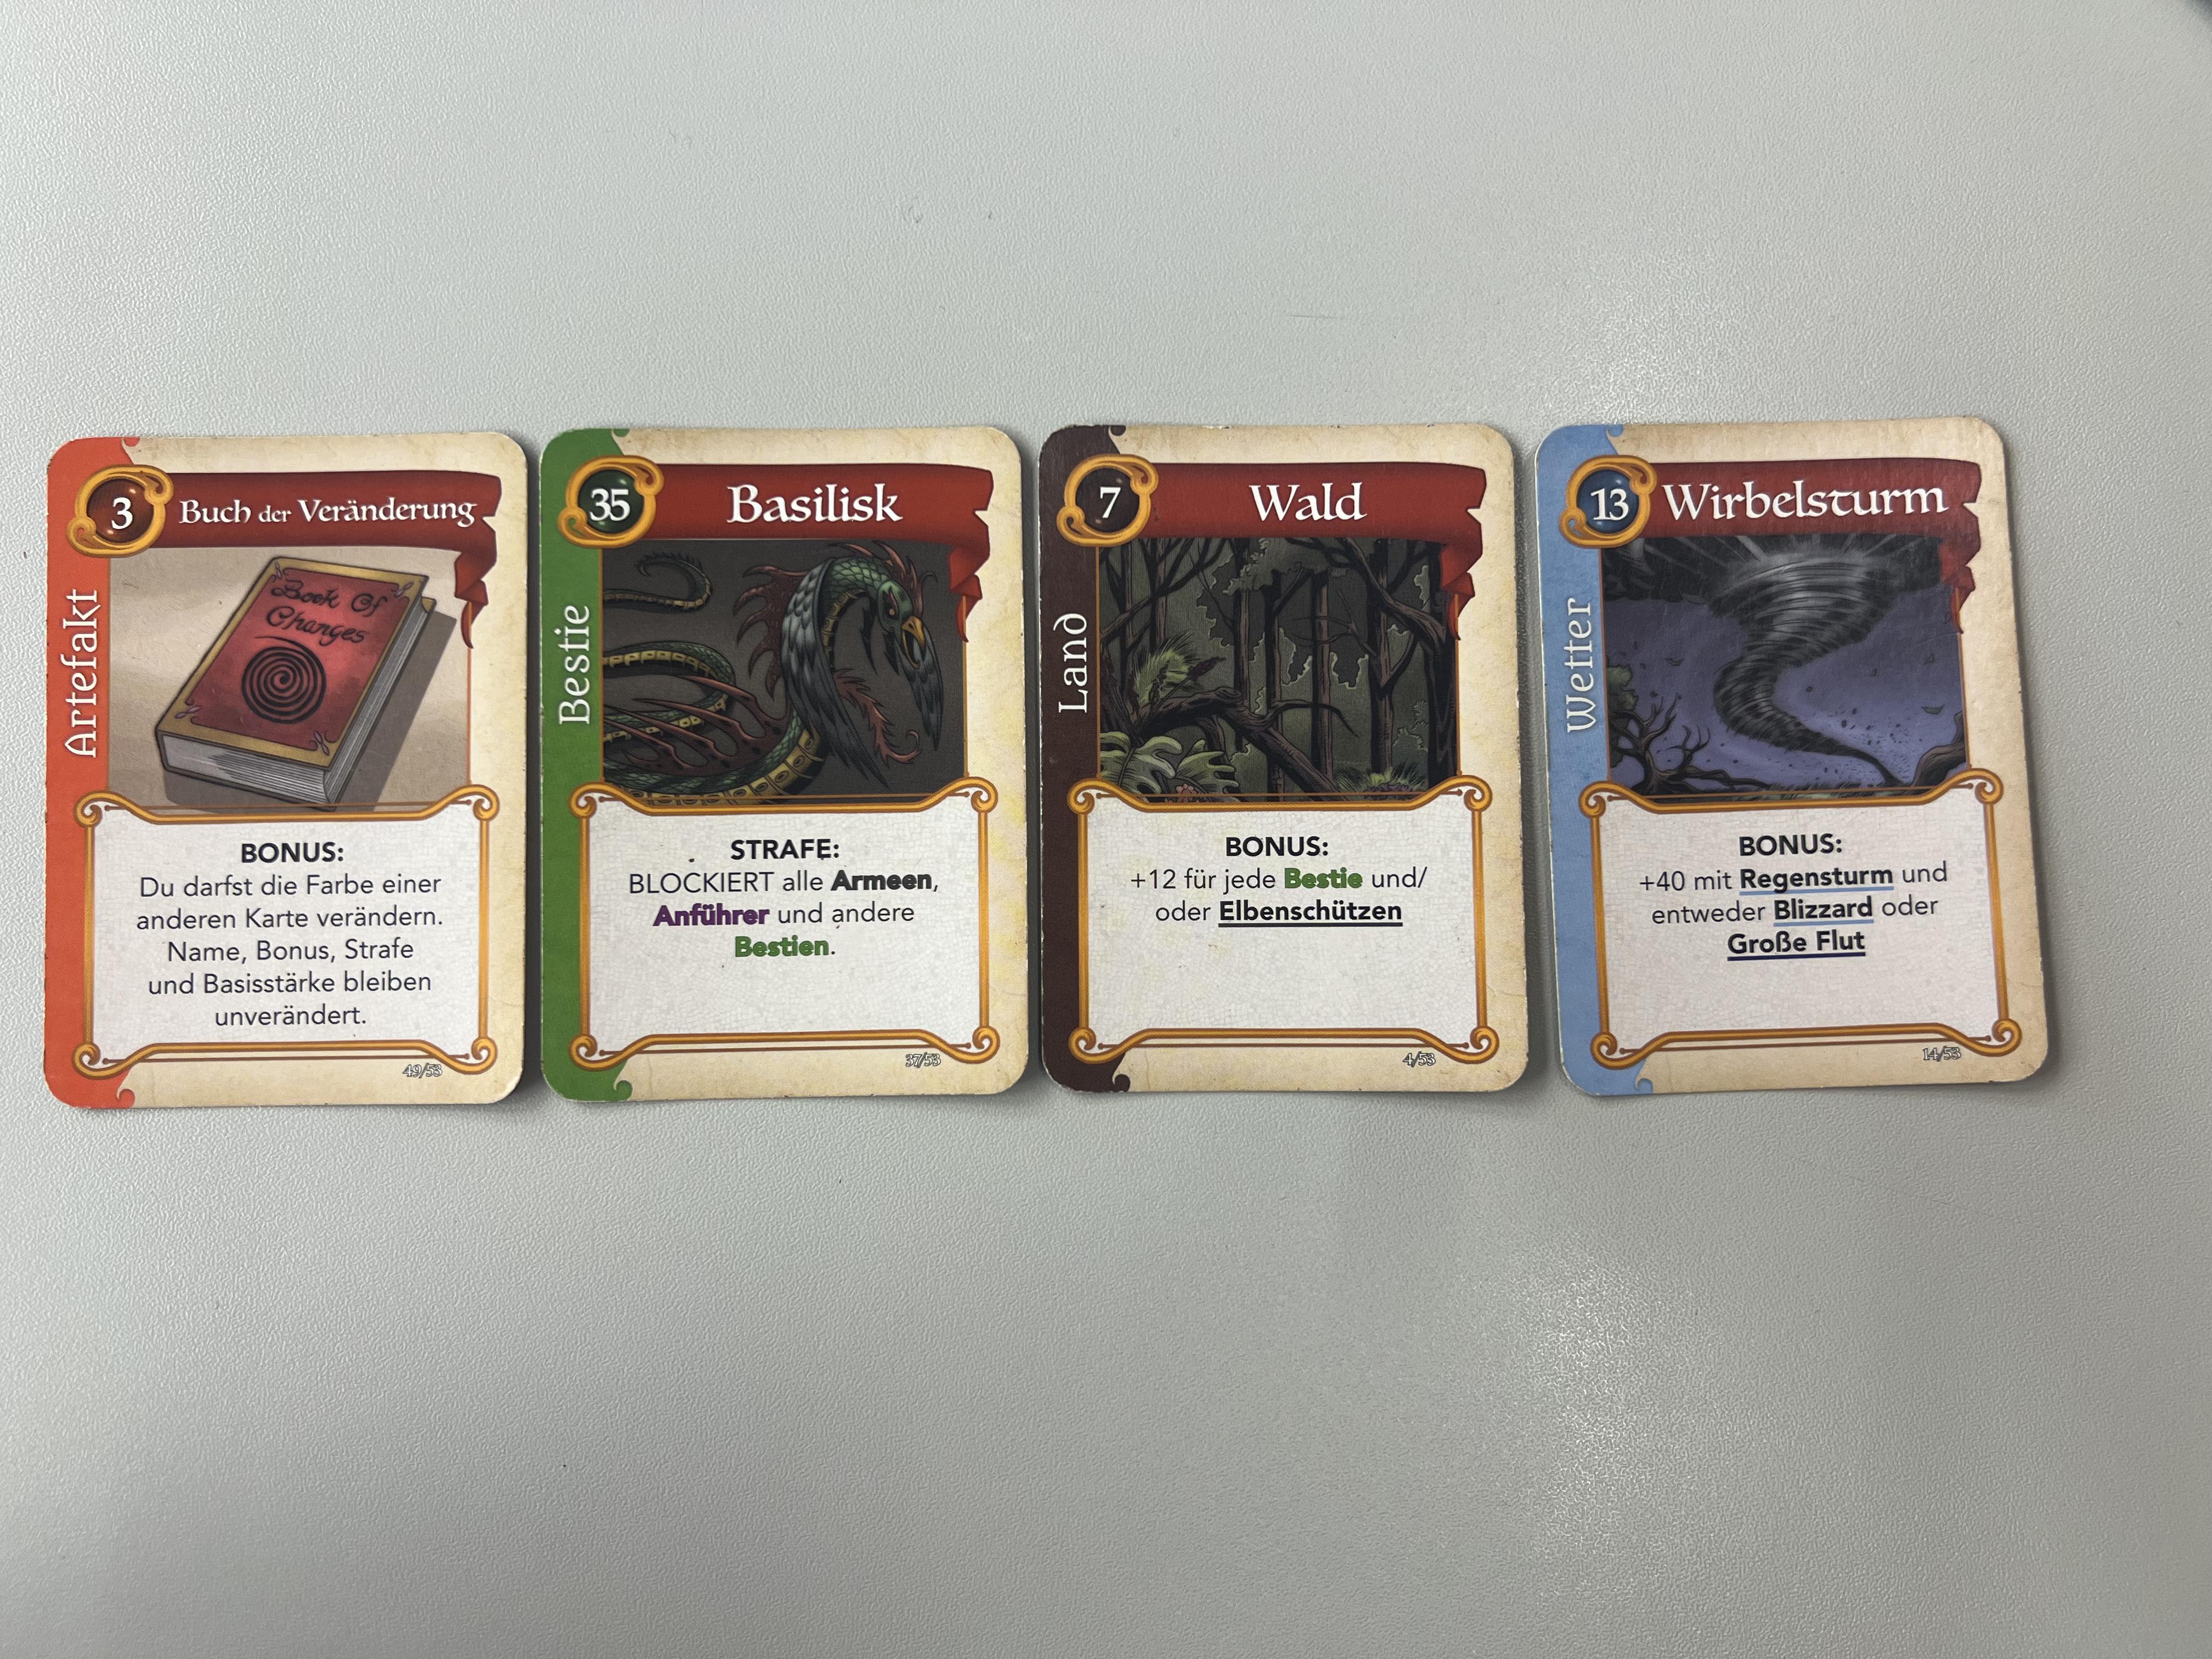 3
Buch der Veränderung
Artefakt
Book Of
Changes
BONUS:
Du darfst die Farbe einer
anderen Karte verändern.
Name, Bonus, Strafe
und Basisstärke bleiben
unverändert.
49/53
35
Basilisk
Bestie
STRAFE:
BLOCKIERT alle Armeen,
Anführer und andere
Bestien.
37/53
7
Wald
Land
BONUS:
+12 für jede Bestie und/
oder Elbenschützen
4/53
13
Wirbelsturm
Wetter
BONUS:
+40 mit Regensturm und
entweder Blizzard oder
Große Flut
14/53